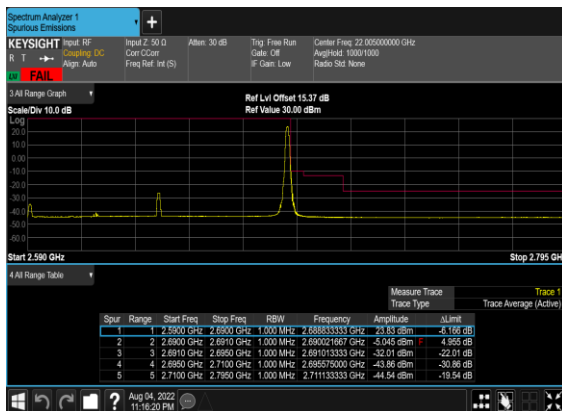 Spectrum Analyzer 1
Spurious Emissions
KEYSIGHT Input: RF Input Z: 50 Ω Atten: 30 dB Trig: Free Run Center Freq: 22.005000000 GHz
R T Coupling: DC Corr CCorr Gate: Off Avg|Hold: 1000/1000
Align: Auto Freq Ref: Int (S) IF Gain: Low Radio Std: None
FAIL
3 All Range Graph
Ref Lvl Offset 15.37 dB
Scale/Div 10.0 dB Ref Value 30.00 dBm
Log
20.0
10.0
0.00
-10.0
-20.0
-30.0
-40.0
-50.0
-60.0
Start 2.590 GHz Stop 2.795 GH
4 All Range Table
Measure Trace Trace 1
Trace Type Trace Average (Active)
Spur Range Start Freq Stop Freq RBW Frequency Amplitude ΔLimit
1 1 2.5900 GHz 2.6900 GHz 1.000 MHz 2.688833333 GHz 23.83 dBm -6.166 dB
2 2 2.6900 GHz 2.6910 GHz 1.000 MHz 2.690021667 GHz -5.045 dBm F 4.955 dB
3 3 2.6910 GHz 2.6950 GHz 1.000 MHz 2.691013333 GHz -32.01 dBm -22.01 dB
4 4 2.6950 GHz 2.7100 GHz 1.000 MHz 2.695575000 GHz -43.86 dBm -30.86 dB
5 5 2.7100 GHz 2.7950 GHz 1.000 MHz 2.711133333 GHz -44.54 dBm -19.54 dB
Aug 04, 2022
11:16:20 PM